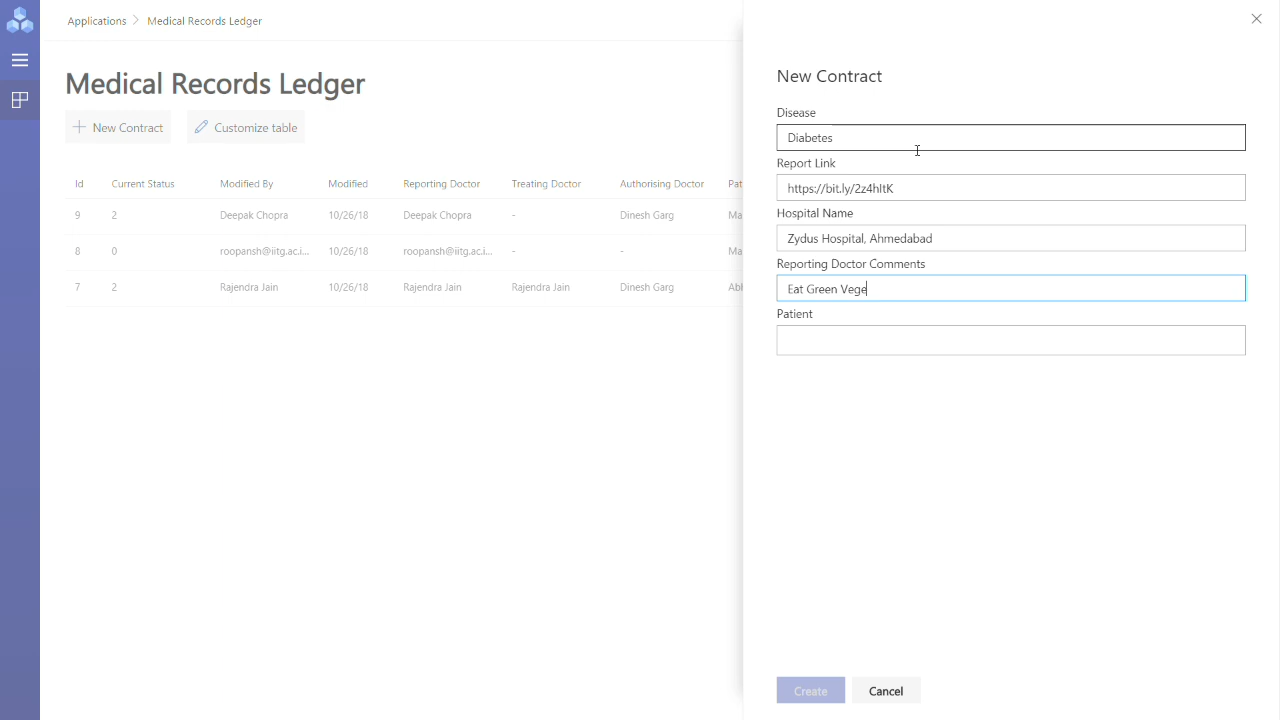 Applications > Medical Records Ledger
Medical Records Ledger
New Contract Customize table
Id Current Status Modified By Modified Reporting Doctor Treating Doctor Authorising Doctor Pat
9 2 Deepak Chopra 10/26/18 Deepak Chopra - Dinesh Garg Ma
8 0 roopansh@iitg.ac.i... 10/26/18 roopansh@iitg.ac.i... - - Ma
7 2 Rajendra Jain 10/26/18 Rajendra Jain Rajendra Jain Dinesh Garg Abl
New Contract
Disease
Diabetes
Report Link
https://bit.ly/2z4hItK
Hospital Name
Zydus Hospital, Ahmedabad
Reporting Doctor Comments
Eat Green Vege
Patient
Create Cancel